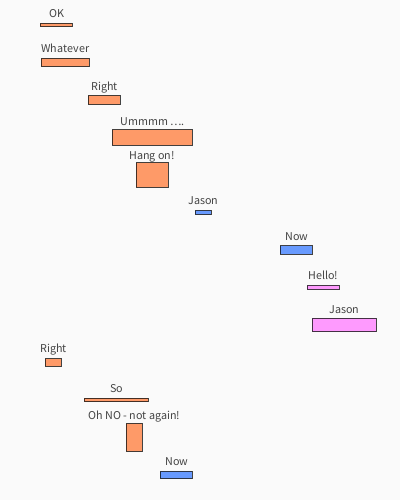 OK
Whatever
Right
Ummmm ....
Hang on!
Jason
Now
Hello!
Jason
Right
So
Oh NO - not again!
Now